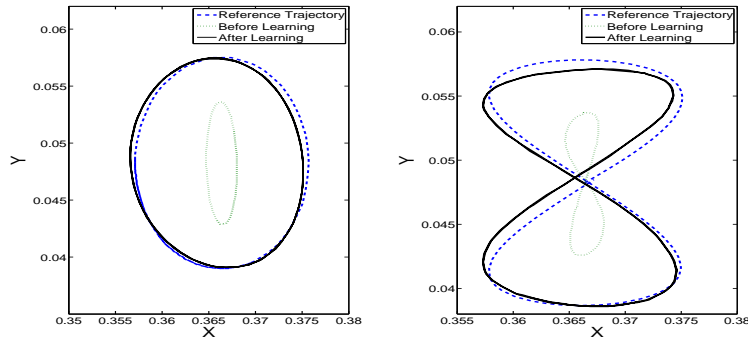 Reference Trajectory
Before Learning
After Learning
0.06
0.055
0.05
0.045
0.04
Y
0.35
0.355
0.36
0.365
0.37
0.375
0.38
X
Reference Trajectory
Before Learning
After Learning
0.06
0.055
0.05
0.045
0.04
Y
0.355
0.36
0.365
0.37
0.375
0.38
X